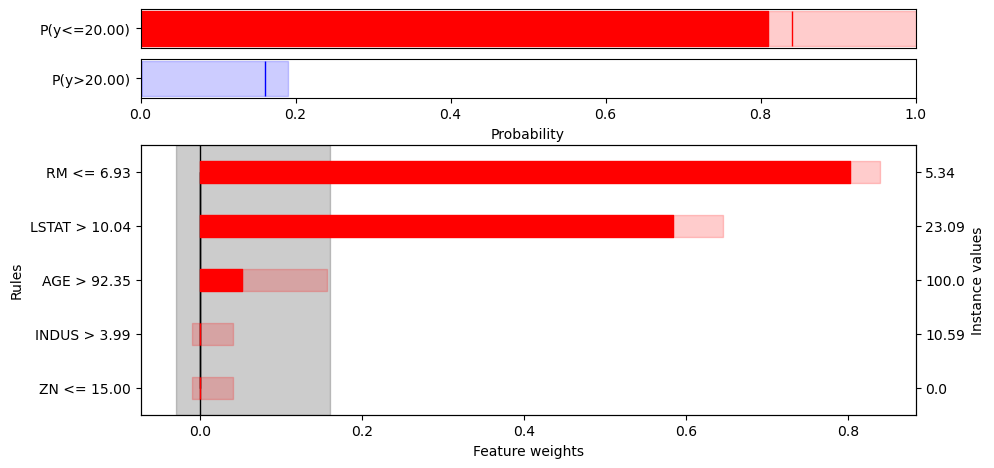 P(y<=20.00)
P(y>20.00)
0.0 0.2 0.4 0.6 0.8 1.0
Probability
RM <= 6.93 5.34
LSTAT > 10.04 23.09
AGE > 92.35 100.0
INDUS > 3.99 10.59
ZN <= 15.00 0.0
Rules
Instance values
0.0 0.2 0.4 0.6 0.8
Feature weights